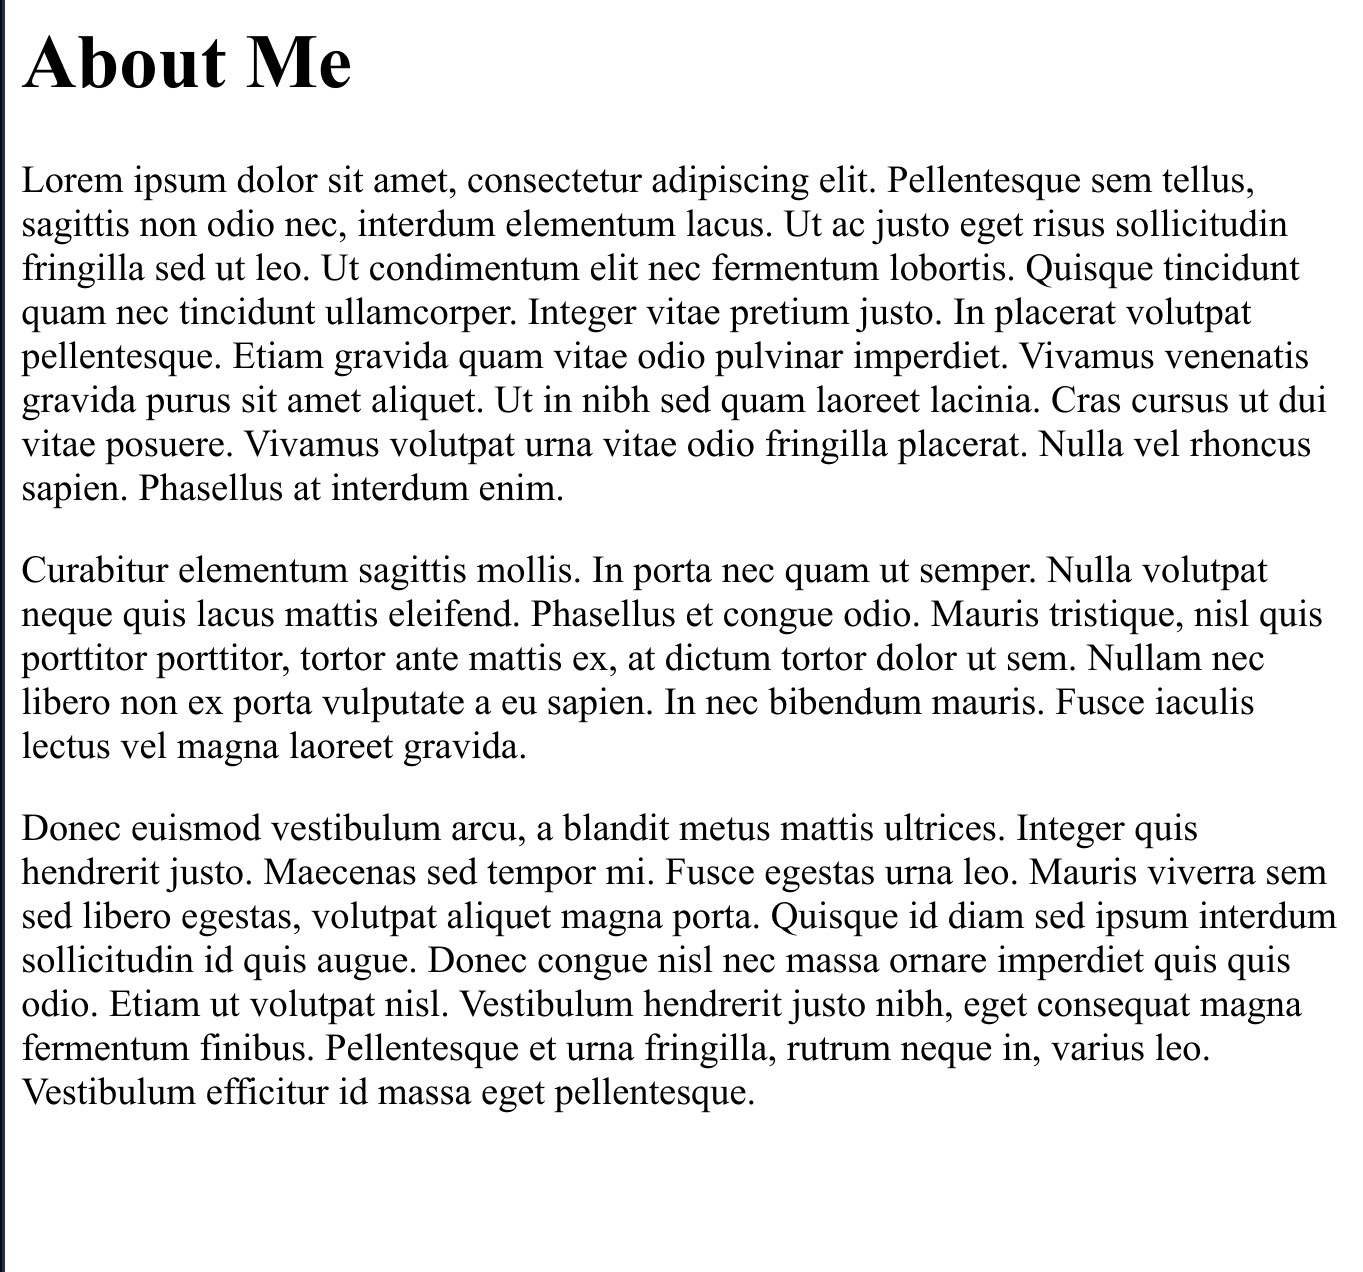 About Me
Lorem ipsum dolor sit amet, consectetur adipiscing elit. Pellentesque sem tellus,
sagittis non odio nec, interdum elementum lacus. Ut ac justo eget risus sollicitudin
fringilla sed ut leo. Ut condimentum elit nec fermentum lobortis. Quisque tincidunt
quam nec tincidunt ullamcorper. Integer vitae pretium justo. In placerat volutpat
pellentesque. Etiam gravida quam vitae odio pulvinar imperdiet. Vivamus venenatis
gravida purus sit amet aliquet. Ut in nibh sed quam laoreet lacinia. Cras cursus ut dui
vitae posuere. Vivamus volutpat urna vitae odio fringilla placerat. Nulla vel rhoncus
sapien. Phasellus at interdum enim.
Curabitur elementum sagittis mollis. In porta nec quam ut semper. Nulla volutpat
neque quis lacus mattis eleifend. Phasellus et congue odio. Mauris tristique, nisl quis
porttitor porttitor, tortor ante mattis ex, at dictum tortor dolor ut sem. Nullam nec
libero non ex porta vulputate a eu sapien. In nec bibendum mauris. Fusce iaculis
lectus vel magna laoreet gravida.
Donec euismod vestibulum arcu, a blandit metus mattis ultrices. Integer quis
hendrerit justo. Maecenas sed tempor mi. Fusce egestas urna leo. Mauris viverra sem
sed libero egestas, volutpat aliquet magna porta. Quisque id diam sed ipsum interdum
sollicitudin id quis augue. Donec congue nisl nec massa ornare imperdiet quis quis
odio. Etiam ut volutpat nisl. Vestibulum hendrerit justo nibh, eget consequat magna
fermentum finibus. Pellentesque et urna fringilla, rutrum neque in, varius leo.
Vestibulum efficitur id massa eget pellentesque.